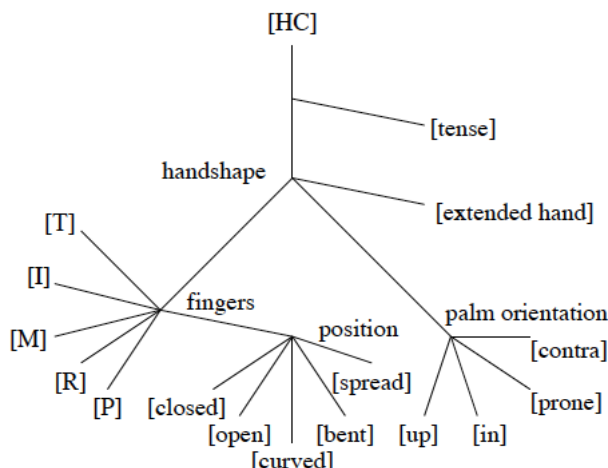 [HC]
[tense]
handshape
[extended hand]
[T]
[I]
fingers
palm orientation
position
[M]
[contra]
[R]
[spread]
[P]
[closed]
[prone]
[open]
[bent]
[up]
[in]
[curved]